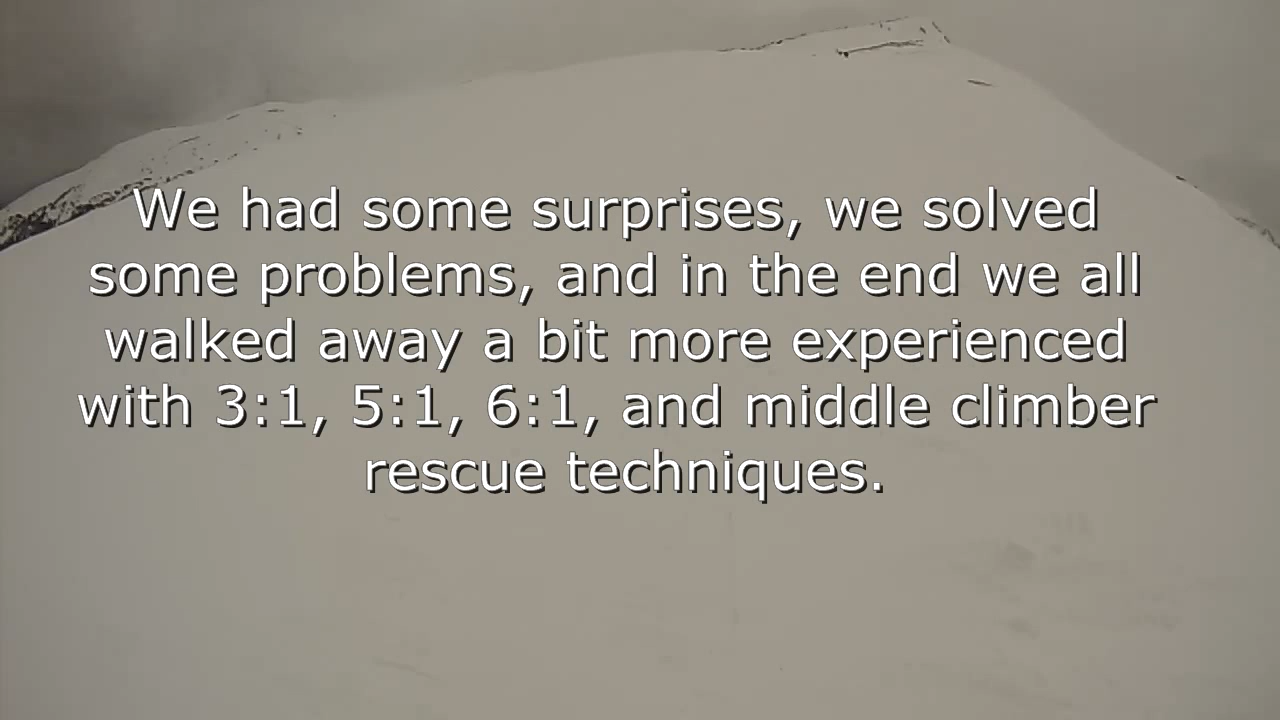 We had some surprises, we solved
some problems, and in the end we all
walked away a bit more experienced
with 3:1, 5:1, 6:1, and middle climber
rescue techniques.